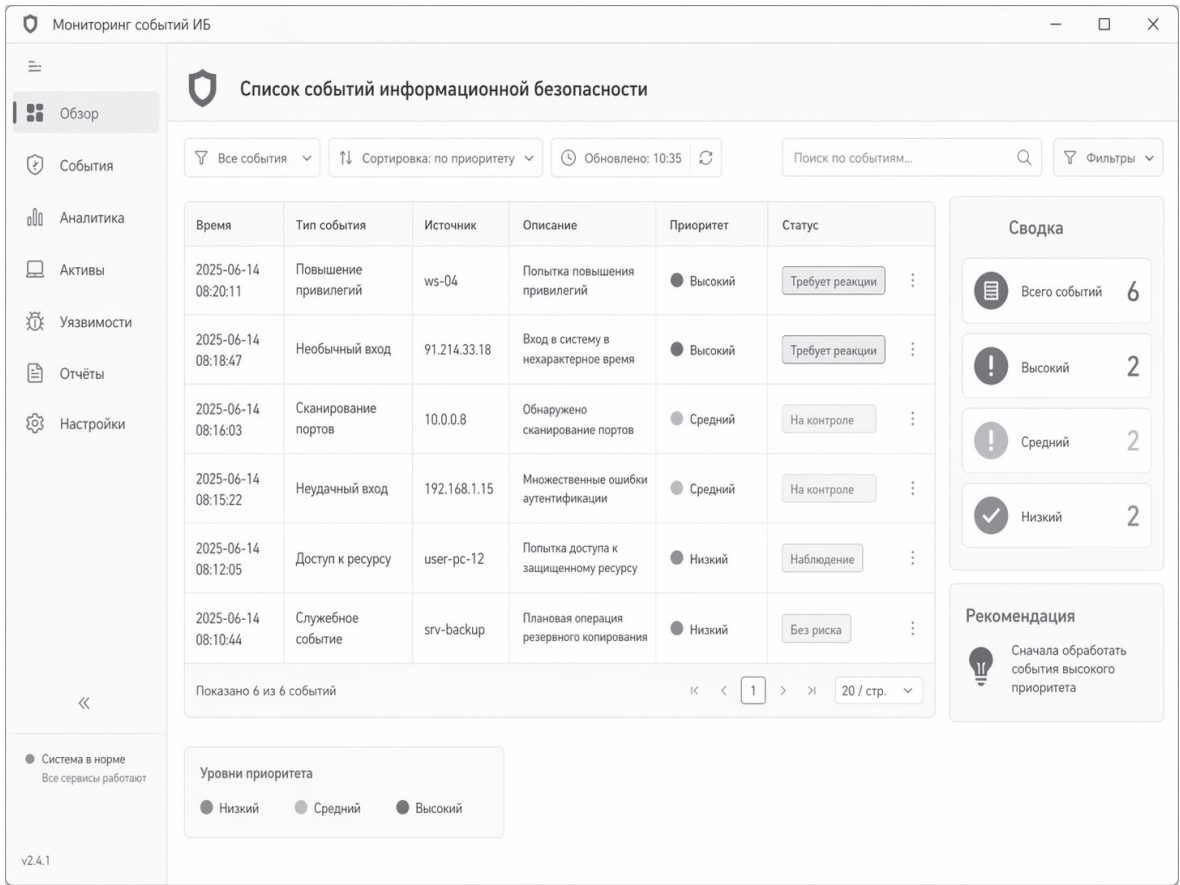 Мониторинг событий ИБ
Обзор
События
Аналитика
Активы
Уязвимости
Отчёты
Настройки
Система в норме
Все сервисы работают
v2.4.1
Список событий информационной безопасности
Все события
Сортировка: по приоритету
Обновлено: 10:35
Поиск по событиям...
Фильтры
Время Тип события Источник Описание Приоритет Статус
2025-06-14 Повышение Попытка повышения
08:20:11 привилегий ws-04 привилегий Высокий Требует реакции
2025-06-14 Вход в систему в
08:18:47 Необычный вход 91.214.33.18 нехарактерное время Высокий Требует реакции
2025-06-14 Сканирование Обнаружено
08:16:03 портов 10.0.0.8 сканирование портов Средний На контроле
2025-06-14 Множественные ошибки
08:15:22 Неудачный вход 192.168.1.15 аутентификации Средний На контроле
2025-06-14 Попытка доступа к
08:12:05 Доступ к ресурсу user-pc-12 защищенному ресурсу Низкий Наблюдение
2025-06-14 Служебное Плановая операция
08:10:44 событие srv-backup резервного копирования Низкий Без риска
Показано 6 из 6 событий
1
20 / стр.
Сводка
Всего событий 6
Высокий 2
Средний 2
Низкий 2
Рекомендация
Сначала обработать
события высокого
приоритета
Уровни приоритета
Низкий Средний Высокий